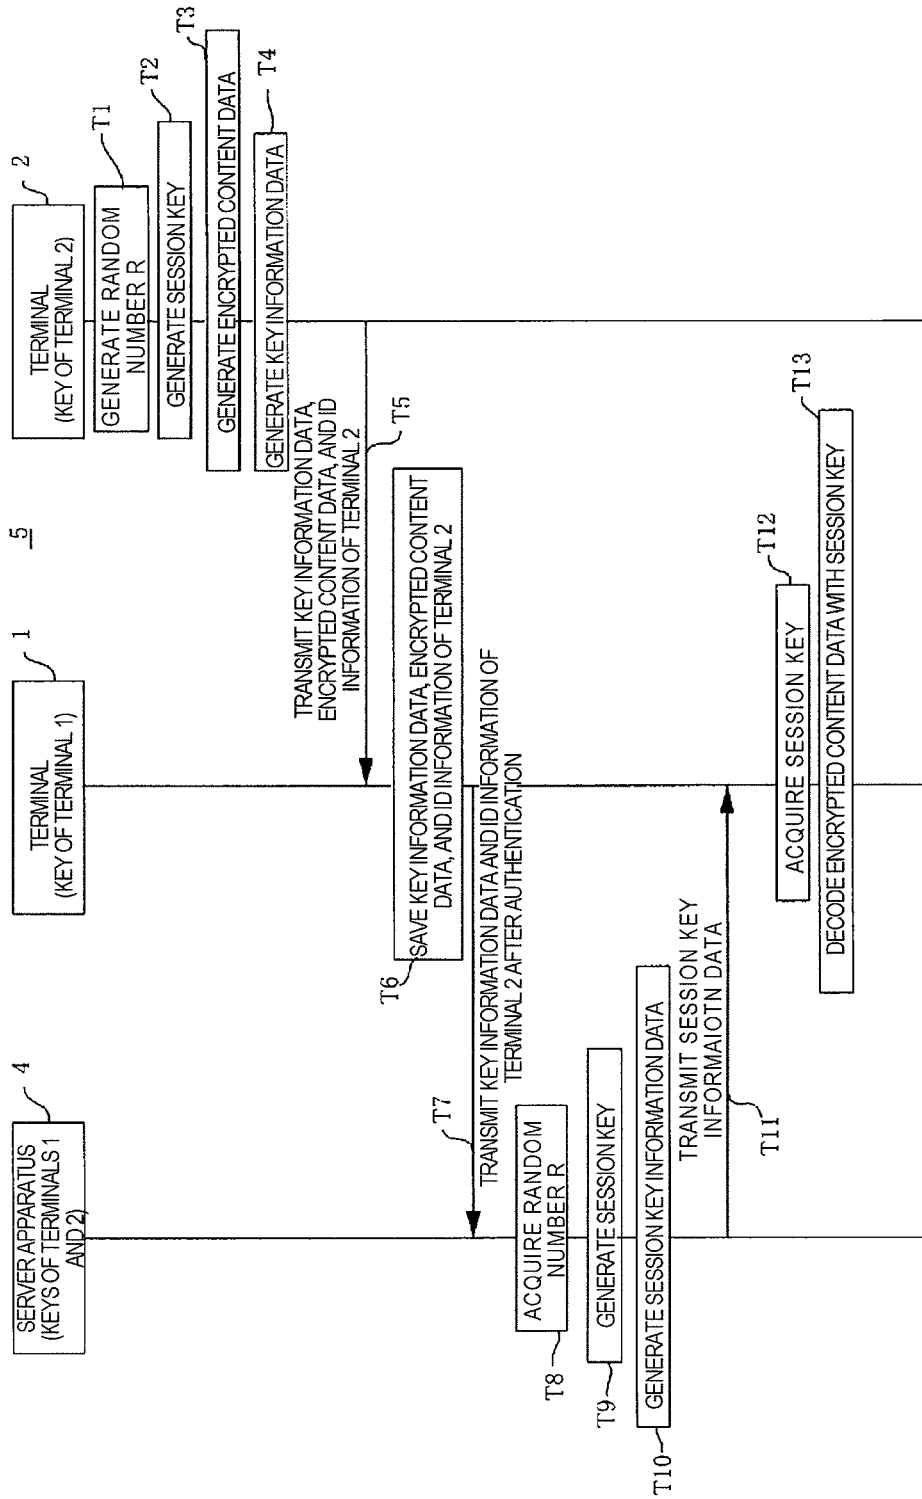 5
4
SERVER APPARATUS
(KEYS OF TERMINALS 1
AND 2)
1
TERMINAL
(KEY OF TERMINAL 1)
2
TERMINAL
(KEY OF TERMINAL 2)
T1
GENERATE RANDOM
NUMBER R
T2
GENERATE SESSION KEY
T3
GENERATE ENCRYPTED CONTENT DATA
T4
GENERATE KEY INFORMATION DATA
TRANSMIT KEY INFORMATION DATA,
ENCRYPTED CONTENT DATA, AND ID
INFORMATION OF TERMINAL 2
T5
SAVE KEY INFORMATION DATA, ENCRYPTED CONTENT
DATA, AND ID INFORMATION OF TERMINAL 2
T6
T7
TRANSMIT KEY INFORMATION DATA AND ID INFORMATION OF
TERMINAL 2 AFTER AUTHENTICATION
ACQUIRE RANDOM
NUMBER R
T8
GENERATE SESSION KEY
T9
GENERATE SESSION KEY INFORMATION DATA
T10
TRANSMIT SESSION KEY
INFORMAIOTN DATA
T11
T12
ACQUIRE SESSION KEY
T13
DECODE ENCRYPTED CONTENT DATA WITH SESSION KEY